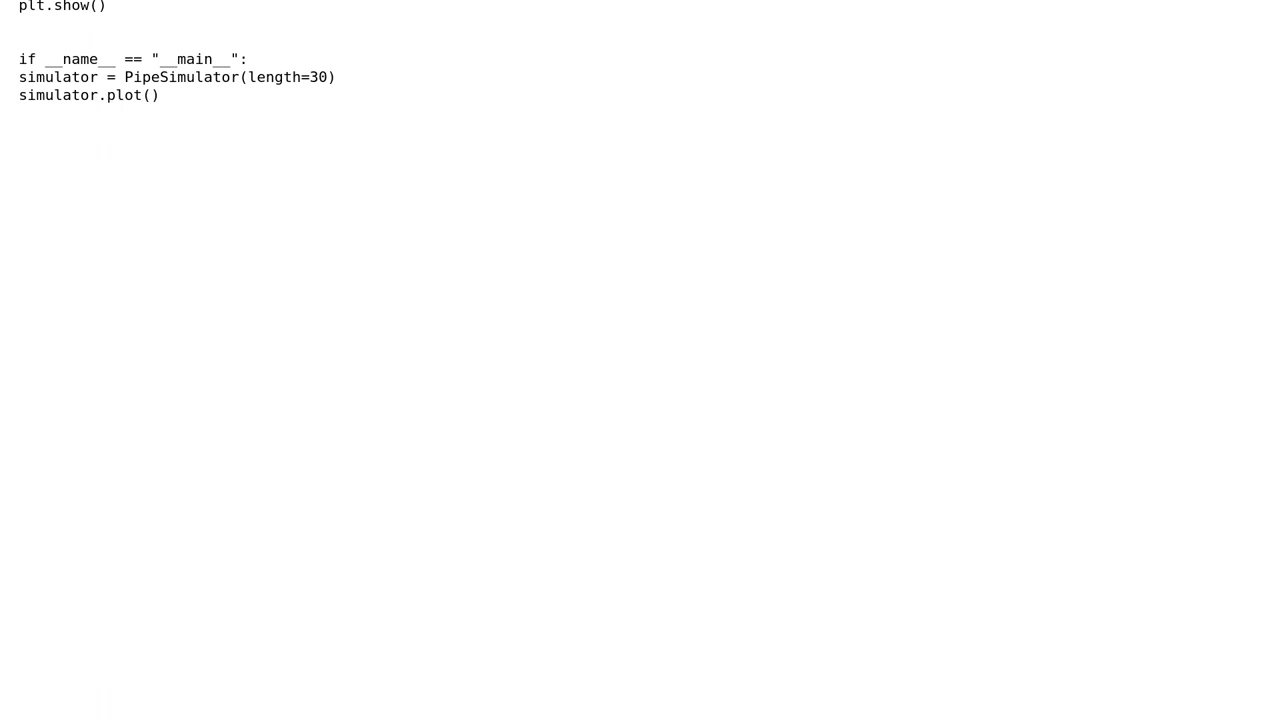 plt.show()
if __name__ == "__main__":
simulator = PipeSimulator(length=30)
simulator.plot()